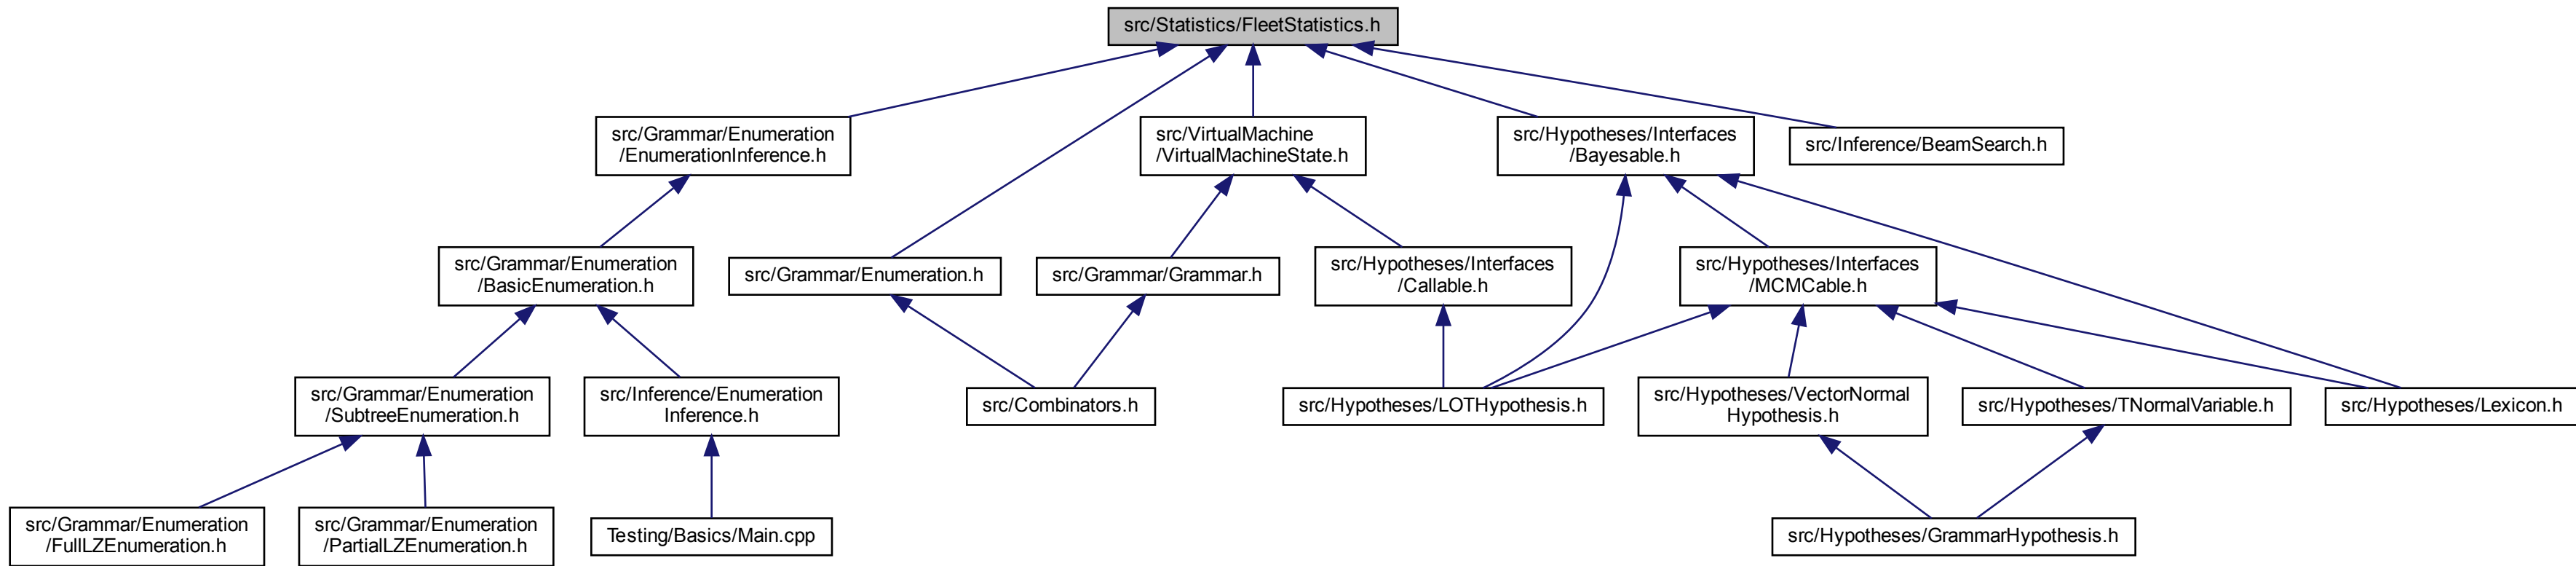 src/Statistics/FleetStatistics.h
src/Grammar/Enumeration
/EnumerationInference.h
src/VirtualMachine
/VirtualMachineState.h
src/Hypotheses/Interfaces
/Bayesable.h
src/Inference/BeamSearch.h
src/Grammar/Enumeration
/BasicEnumeration.h
src/Grammar/Enumeration.h
src/Grammar/Grammar.h
src/Hypotheses/Interfaces
/Callable.h
src/Hypotheses/Interfaces
/MCMCable.h
src/Grammar/Enumeration
/SubtreeEnumeration.h
src/Inference/Enumeration
Inference.h
src/Combinators.h
src/Hypotheses/LOTHypothesis.h
src/Hypotheses/VectorNormal
Hypothesis.h
src/Hypotheses/TNormalVariable.h
src/Hypotheses/Lexicon.h
src/Grammar/Enumeration
/FullLZEnumeration.h
src/Grammar/Enumeration
/PartialLZEnumeration.h
Testing/Basics/Main.cpp
src/Hypotheses/GrammarHypothesis.h